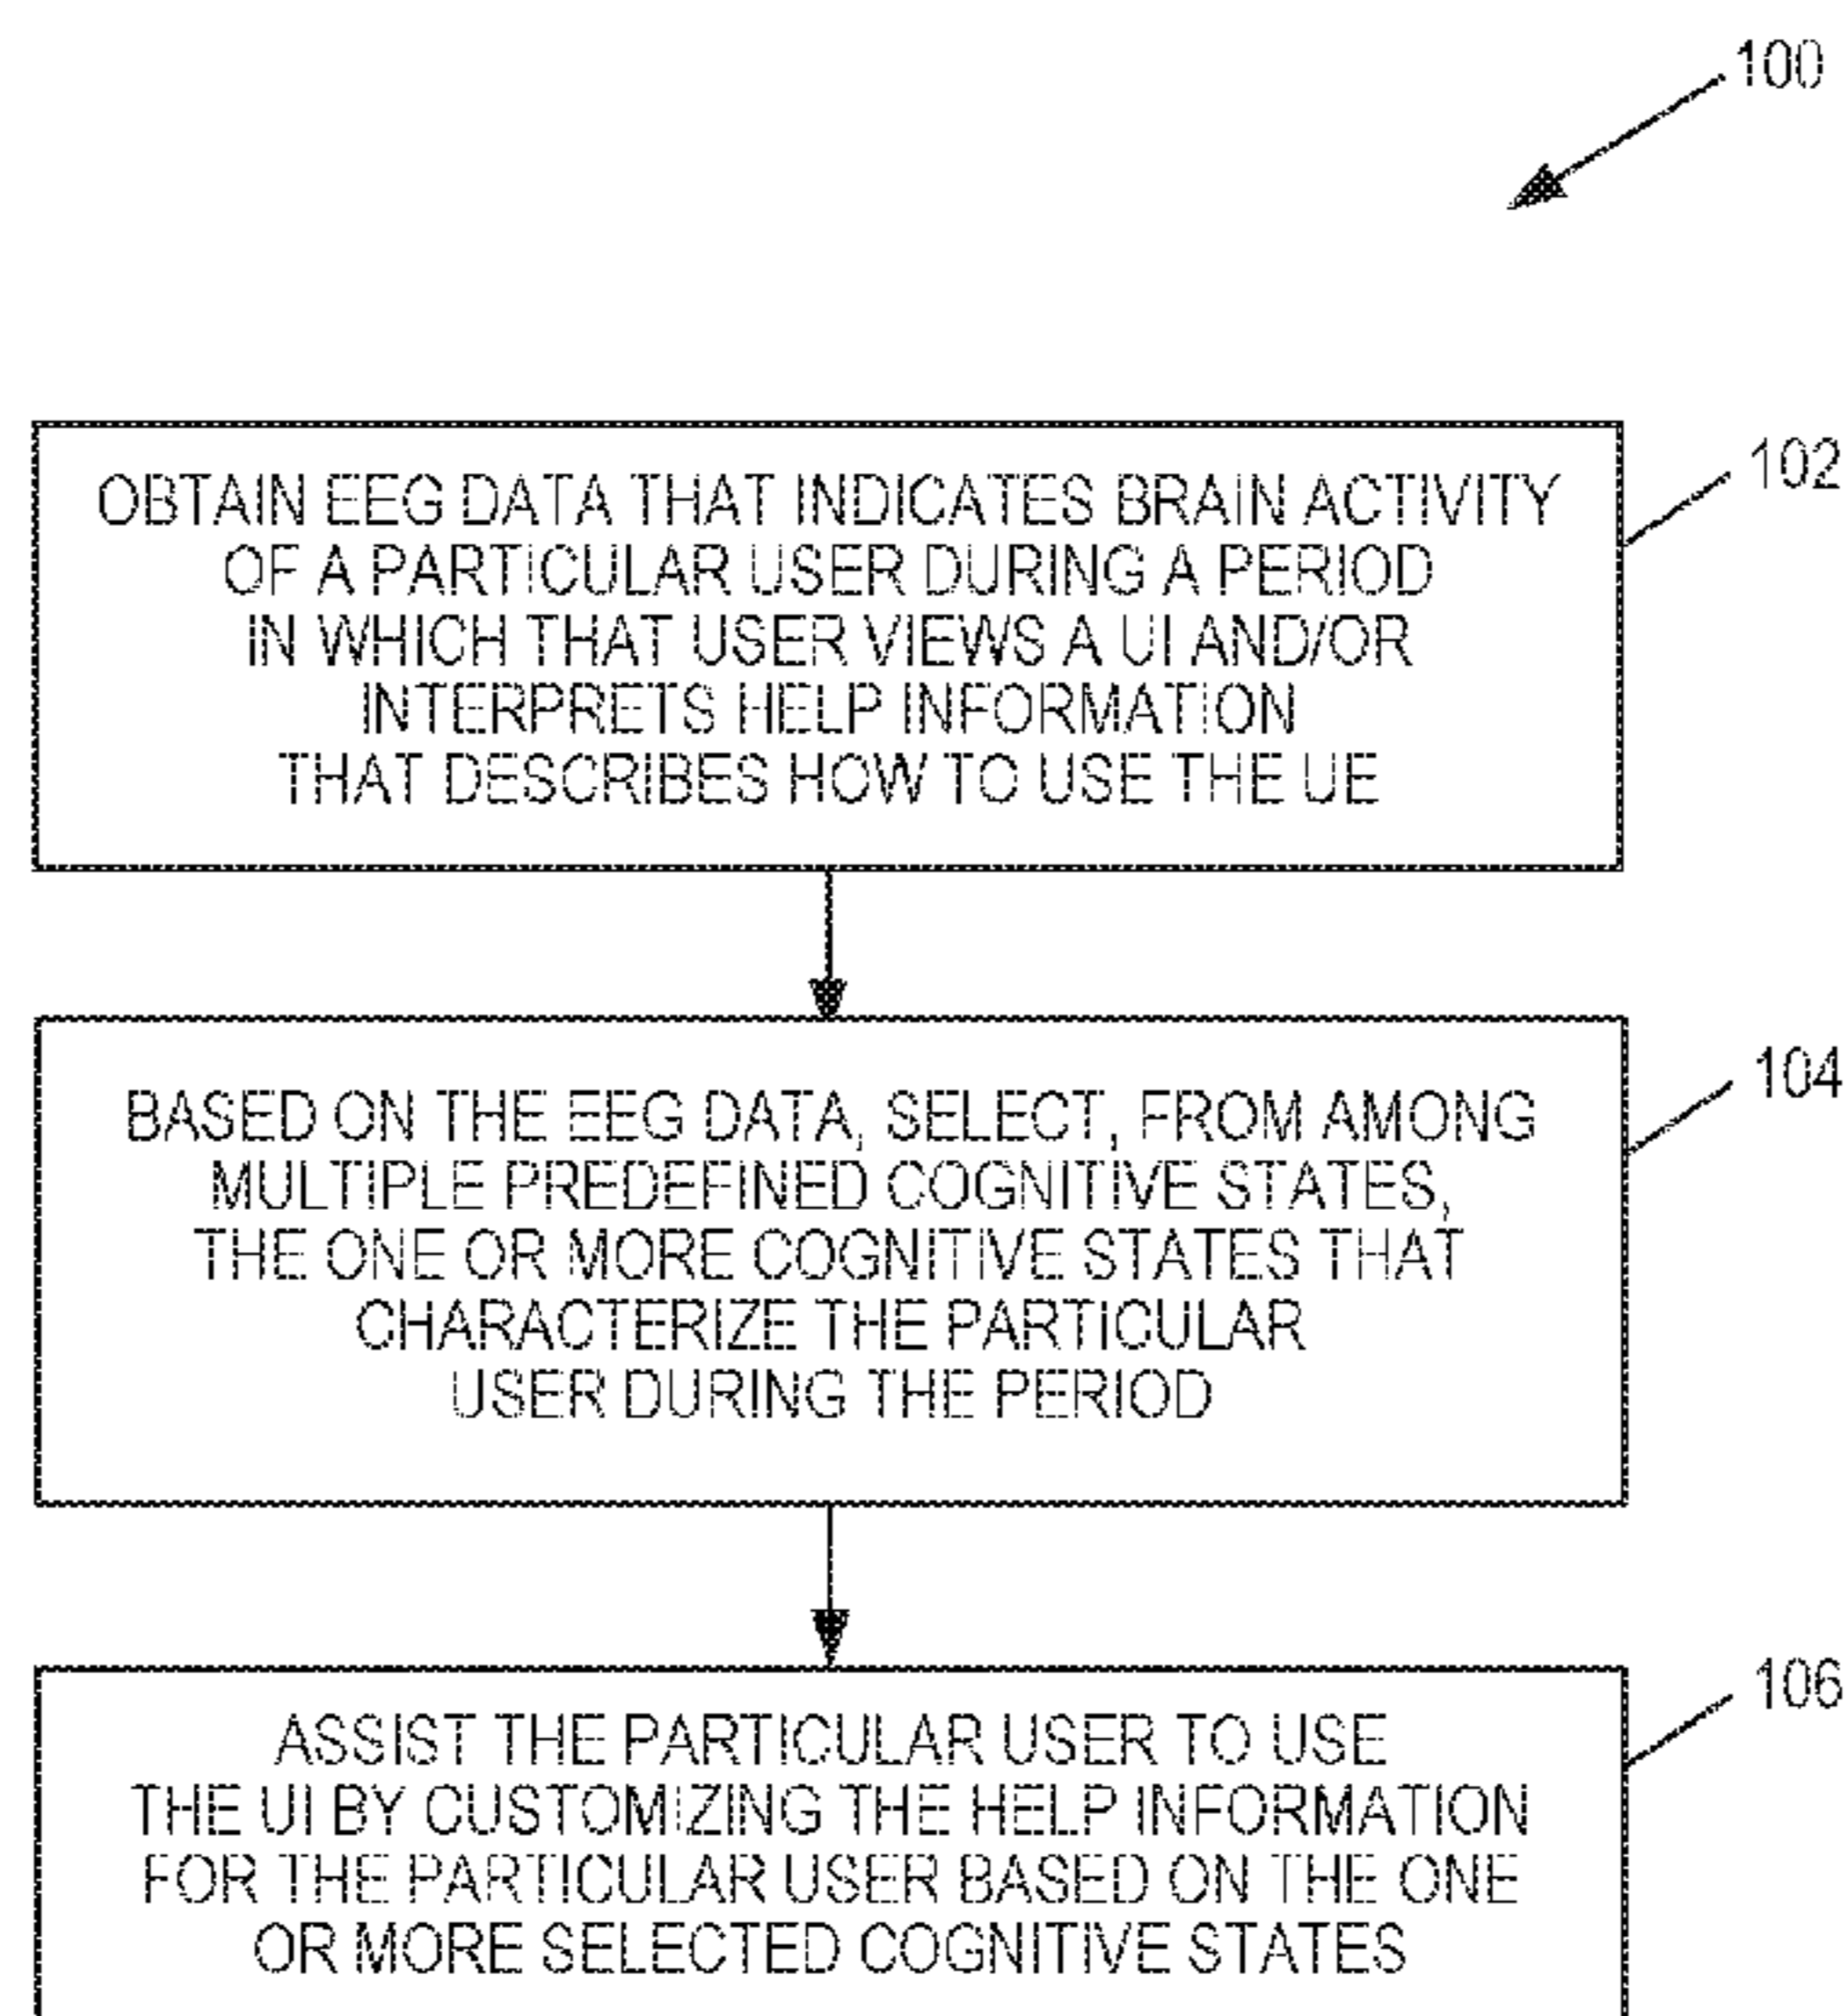 100
OBTAIN EEG DATA THAT INDICATES BRAIN ACTIVITY
OF A PARTICULAR USER DURING A PERIOD
IN WHICH THAT USER VIEWS A UI AND/OR
INTERPRETS HELP INFORMATION
THAT DESCRIBES HOW TO USE THE UE
102
BASED ON THE EEG DATA, SELECT, FROM AMONG
MULTIPLE PREDEFINED COGNITIVE STATES,
THE ONE OR MORE COGNITIVE STATES THAT
CHARACTERIZE THE PARTICULAR
USER DURING THE PERIOD
104
ASSIST THE PARTICULAR USER TO USE
THE UI BY CUSTOMIZING THE HELP INFORMATION
FOR THE PARTICULAR USER BASED ON THE ONE
OR MORE SELECTED COGNITIVE STATES
106